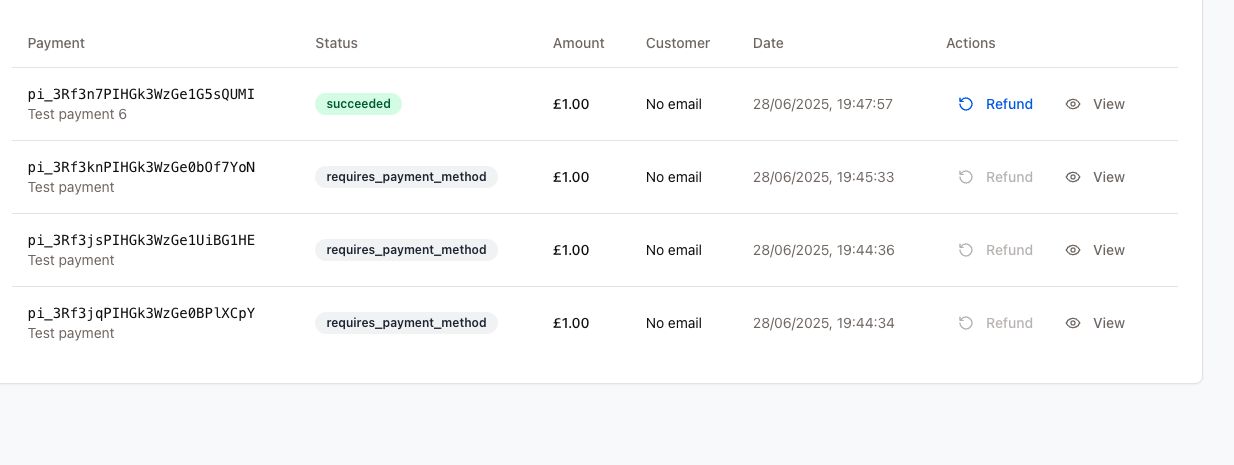 Payment Status Amount Customer Date Actions
pi_3Rf3n7PIHGk3WzGe1G5sQUMI succeeded £1.00 No email 28/06/2025, 19:47:57 Refund View
Test payment 6
pi_3Rf3knPIHGk3WzGe0bOf7YoN requires_payment_method £1.00 No email 28/06/2025, 19:45:33 Refund View
Test payment
pi_3Rf3jsPIHGk3WzGe1UiBG1HE requires_payment_method £1.00 No email 28/06/2025, 19:44:36 Refund View
Test payment
pi_3Rf3jqPIHGk3WzGe0BPlXCpY requires_payment_method £1.00 No email 28/06/2025, 19:44:34 Refund View
Test payment